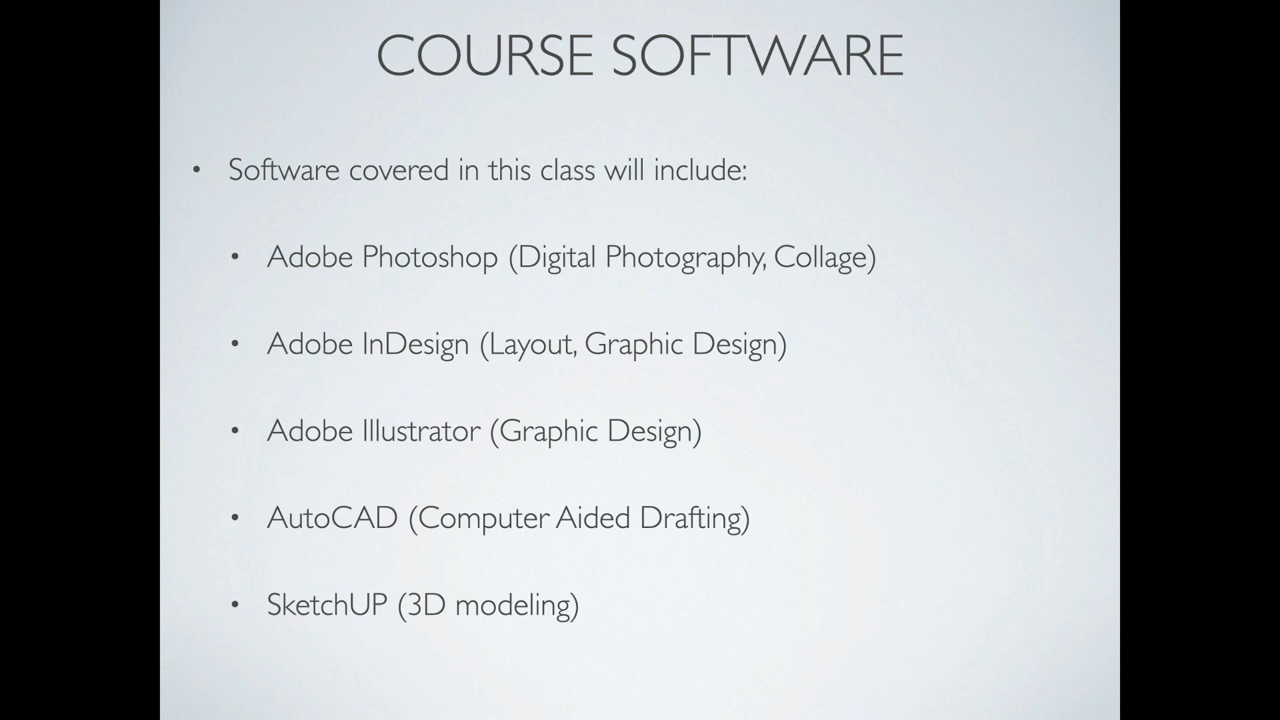 COURSE SOFTWARE
• Software covered in this class will include:
• Adobe Photoshop (Digital Photography, Collage)
• Adobe InDesign (Layout, Graphic Design)
• Adobe Illustrator (Graphic Design)
• AutoCAD (Computer Aided Drafting)
• SketchUP (3D modeling)